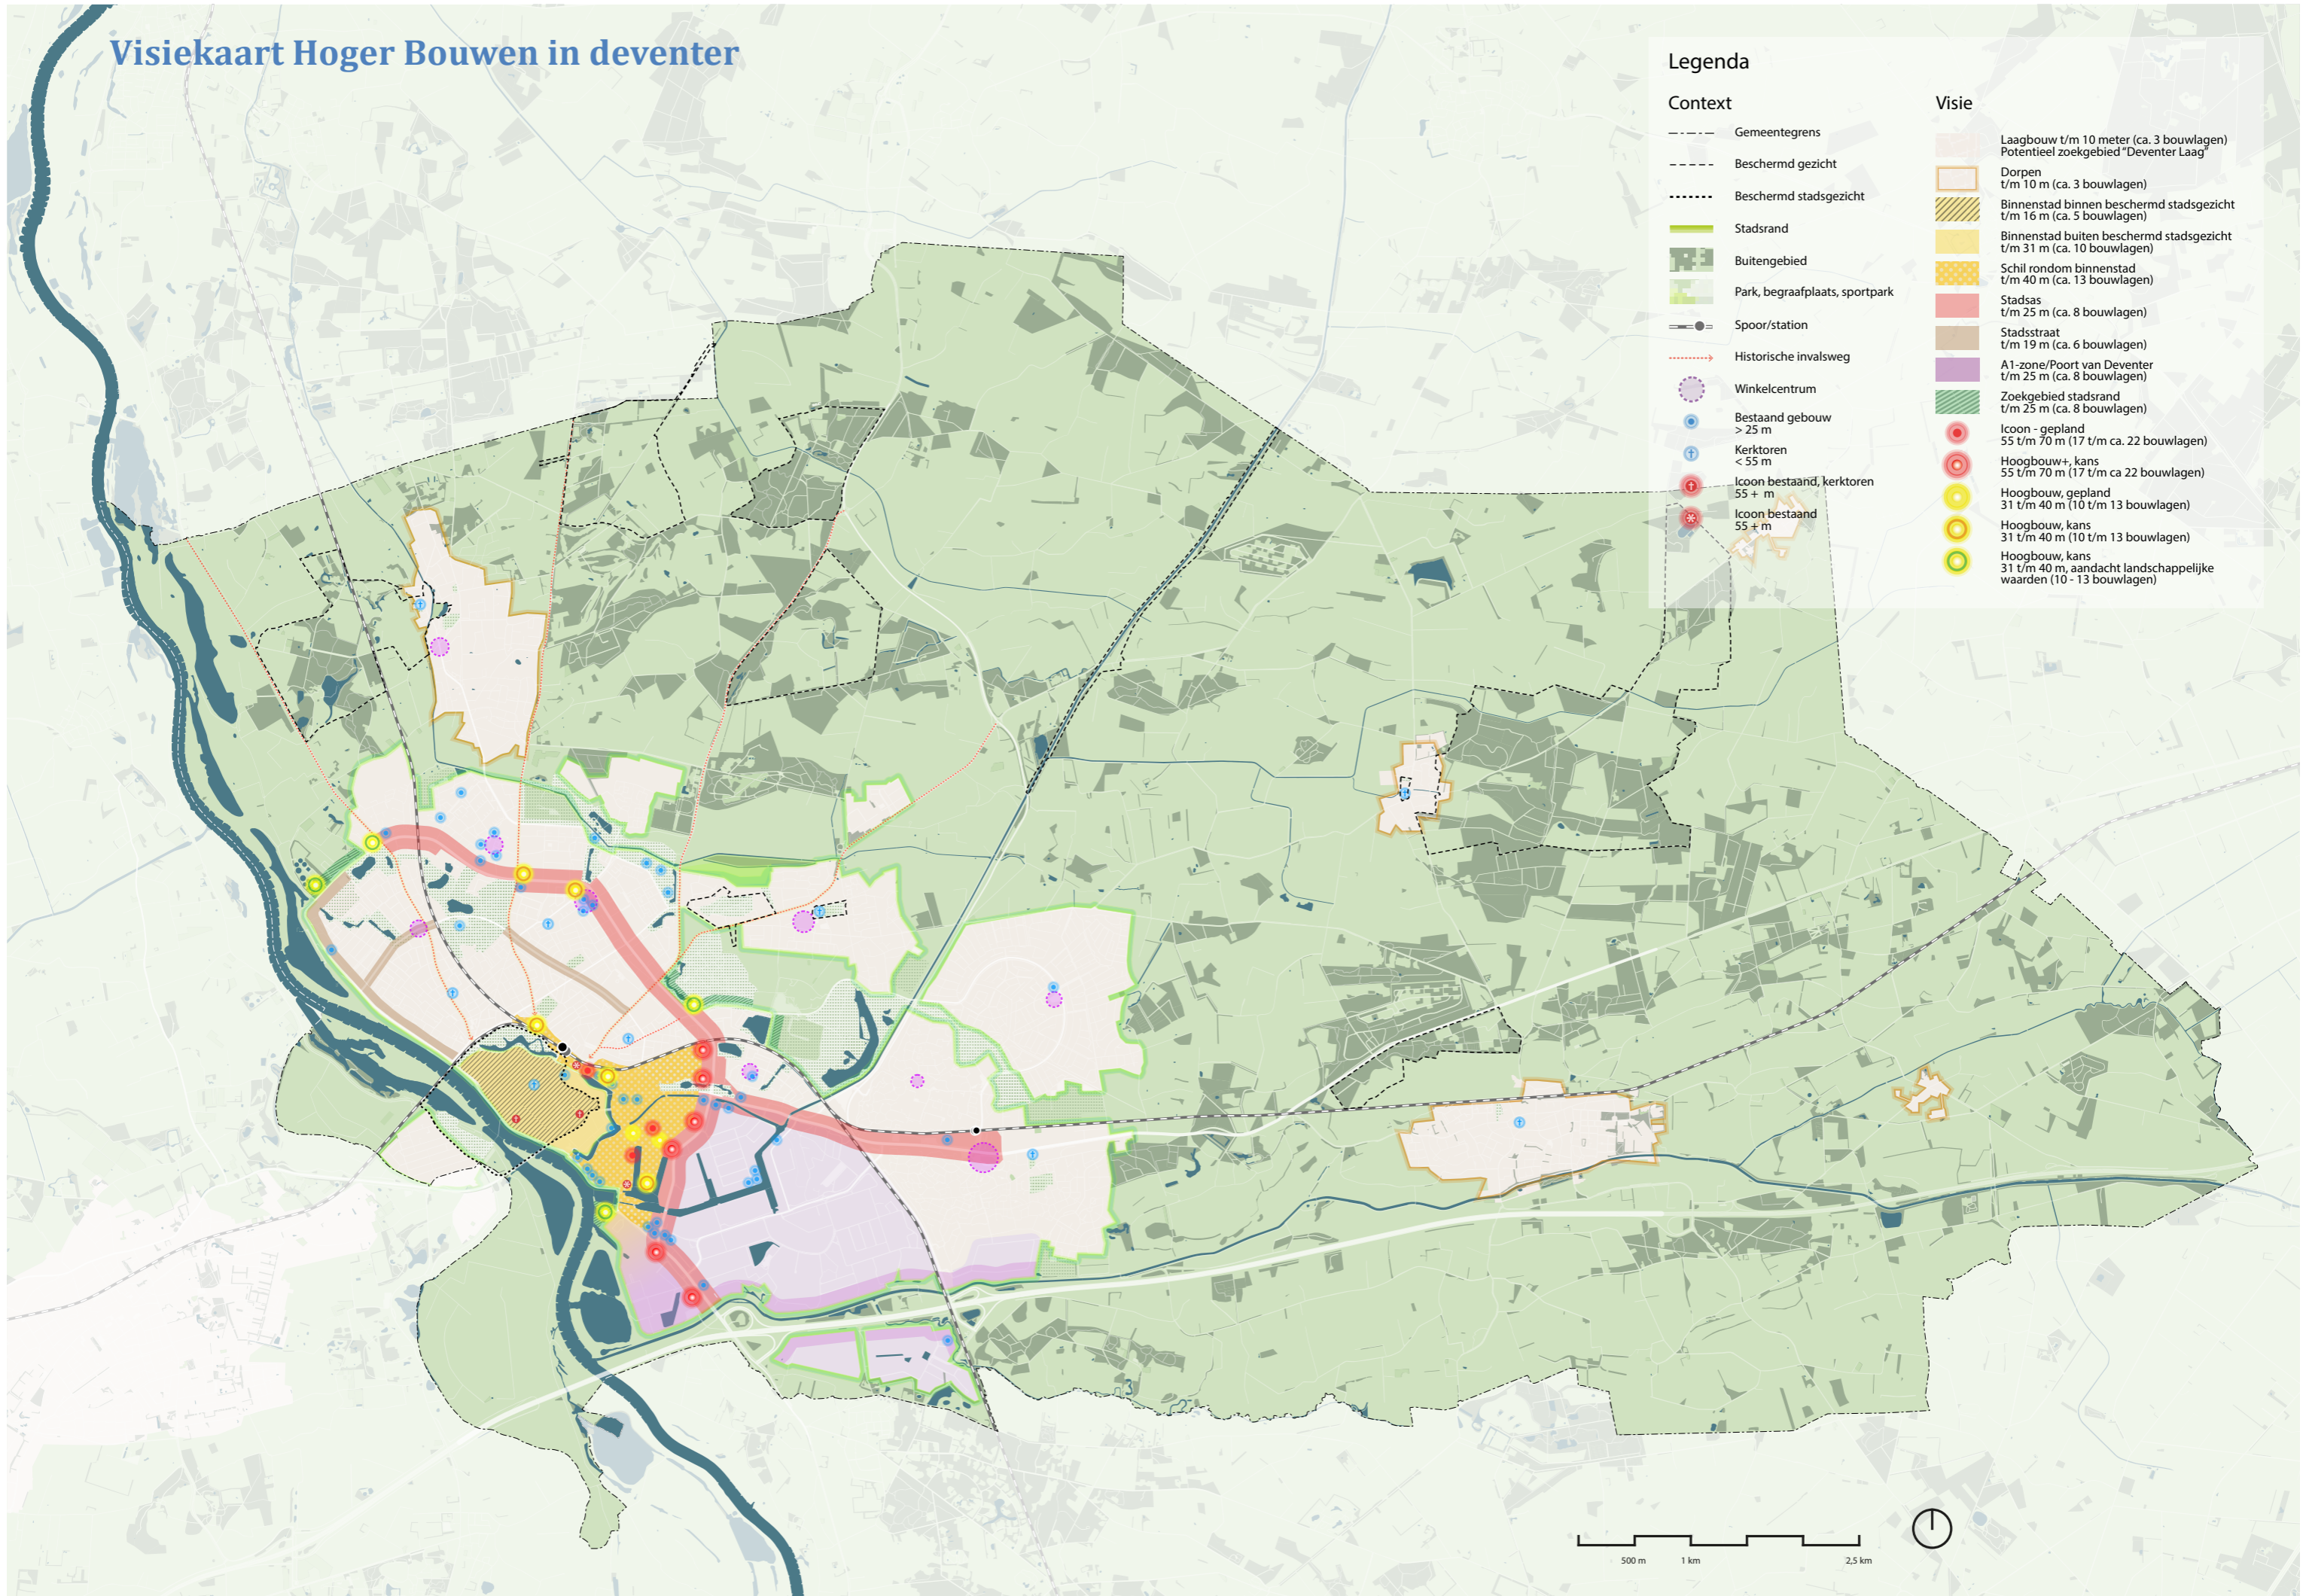 Visiekaart Hoger Bouwen in deventer
Legenda
Context
Gemeentegrens
Beschermd gezicht
Beschermd stadsgezicht
Stadsrand
Buitengebied
Park, begraafplaats, sportpark
Spoor/station
Historische invalsweg
Winkelcentrum
Bestaand gebouw
> 25 m
Kerktoren
< 55 m
Icoon bestaand, kerktoren
55 + m
Icoon bestaand
55 + m
Visie
Laagbouw t/m 10 meter (ca. 3 bouwlagen)
Potentieel zoekgebied "Deventer Laag"
Dorpen
t/m 10 m (ca. 3 bouwlagen)
Binnenstad binnen beschermd stadsgezicht
t/m 16 m (ca. 5 bouwlagen)
Binnenstad buiten beschermd stadsgezicht
t/m 31 m (ca. 10 bouwlagen)
Schil rondom binnenstad
t/m 40 m (ca. 13 bouwlagen)
Stadsas
t/m 25 m (ca. 8 bouwlagen)
Stadsstraat
t/m 19 m (ca. 6 bouwlagen)
A1-zone/Poort van Deventer
t/m 25 m (ca. 8 bouwlagen)
Zoekgebied stadsrand
t/m 25 m (ca. 8 bouwlagen)
Icoon - gepland
55 t/m 70 m (17 t/m ca. 22 bouwlagen)
Hoogbouw+, kans
55 t/m 70 m (17 t/m ca 22 bouwlagen)
Hoogbouw, gepland
31 t/m 40 m (10 t/m 13 bouwlagen)
Hoogbouw, kans
31 t/m 40 m (10 t/m 13 bouwlagen)
Hoogbouw, kans
31 t/m 40 m, aandacht landschappelijke
waarden (10 - 13 bouwlagen)
500 m 1 km 2,5 km